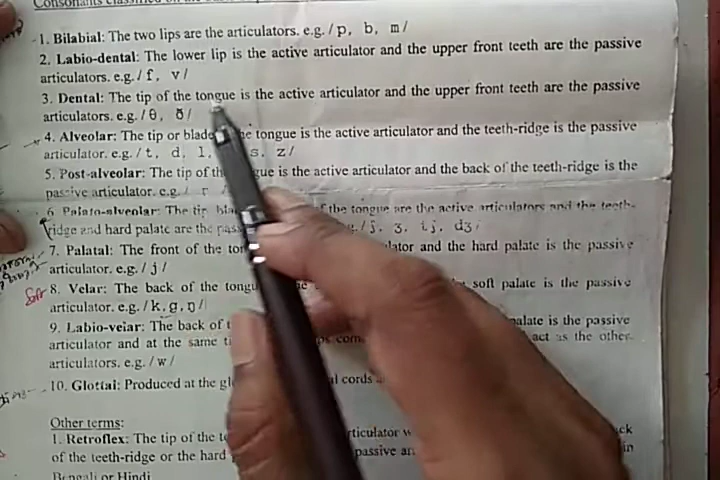 Consonants classified on the
1. Bilabial: The two lips are the articulators. e.g. / p, b, m /
2. Labio-dental: The lower lip is the active articulator and the upper front teeth are the passive
articulators. e.g. / f, v /
3. Dental: The tip of the tongue is the active articulator and the upper front teeth are the passive
articulators. e.g. / θ, ð /
4. Alveolar: The tip or blade tongue is the active articulator and the teeth-ridge is the passive
articulator. e.g. / t, d, l, s, z /
5. Post-alveolar: The tip of is the active articulator and the back of the teeth-ridge is the
passive articulator. e.g. / r /
6. Palato-alveolar: The tip of the tongue are the active articulators and the teeth-
ridge and hard palate are the
7. Palatal: The front of the and the hard palate is the passive
articulator. e.g. / j /
8. Velar: The back of the soft palate is the passive
articulator. e.g. / k, g, ŋ /
9. Labio-velar: The back of palate is the passive
articulator and at the same act as the other
articulators. e.g. / w /
10. Glottal: Produced at the cords
Other terms:
1. Retroflex: The tip of the
of the teeth-ridge or the hard passive in
Bengali or Hindi